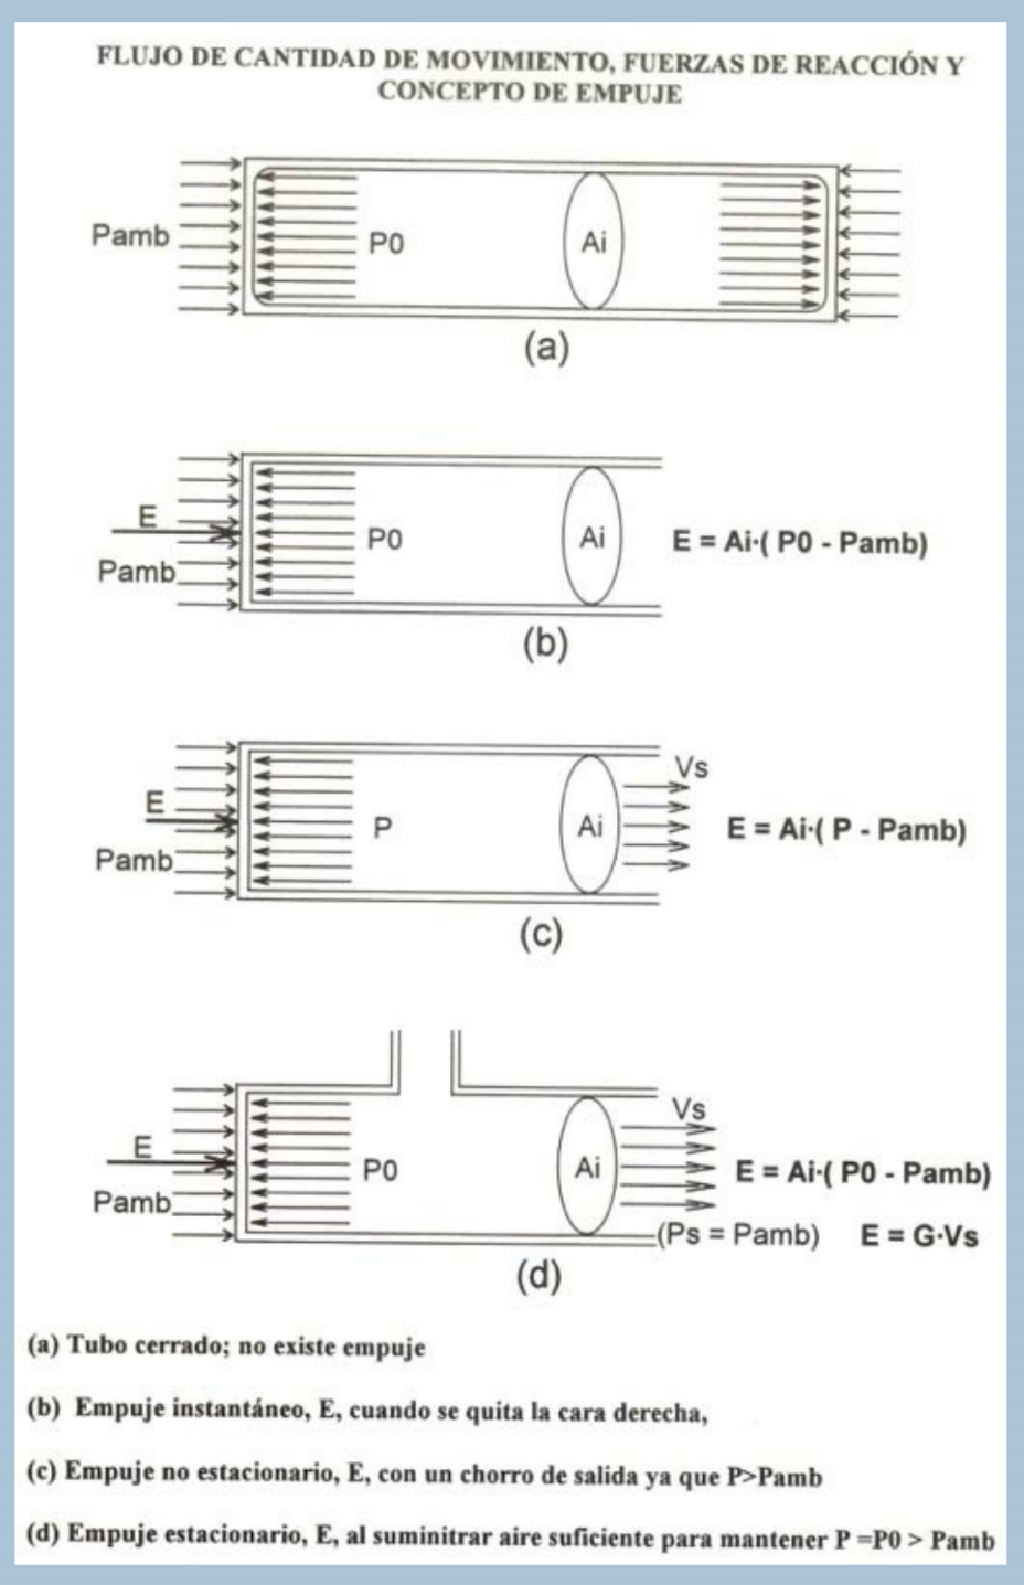 FLUJO DE CANTIDAD DE MOVIMIENTO, FUERZAS DE REACCIÓN Y
CONCEPTO DE EMPUJE
Pamb P0 Ai
(a)
E
Pamb P0 Ai E = Ai·( P0 - Pamb)
(b)
Vs
E
Pamb P Ai E = Ai·( P - Pamb)
(c)
Vs
E
Pamb P0 Ai E = Ai·( P0 - Pamb)
(Ps = Pamb) E = G·Vs
(d)
(a) Tubo cerrado; no existe empuje
(b) Empuje instantáneo, E, cuando se quita la cara derecha,
(c) Empuje no estacionario, E, con un chorro de salida ya que P>Pamb
(d) Empuje estacionario, E, al suminitrar aire suficiente para mantener P =P0 > Pamb